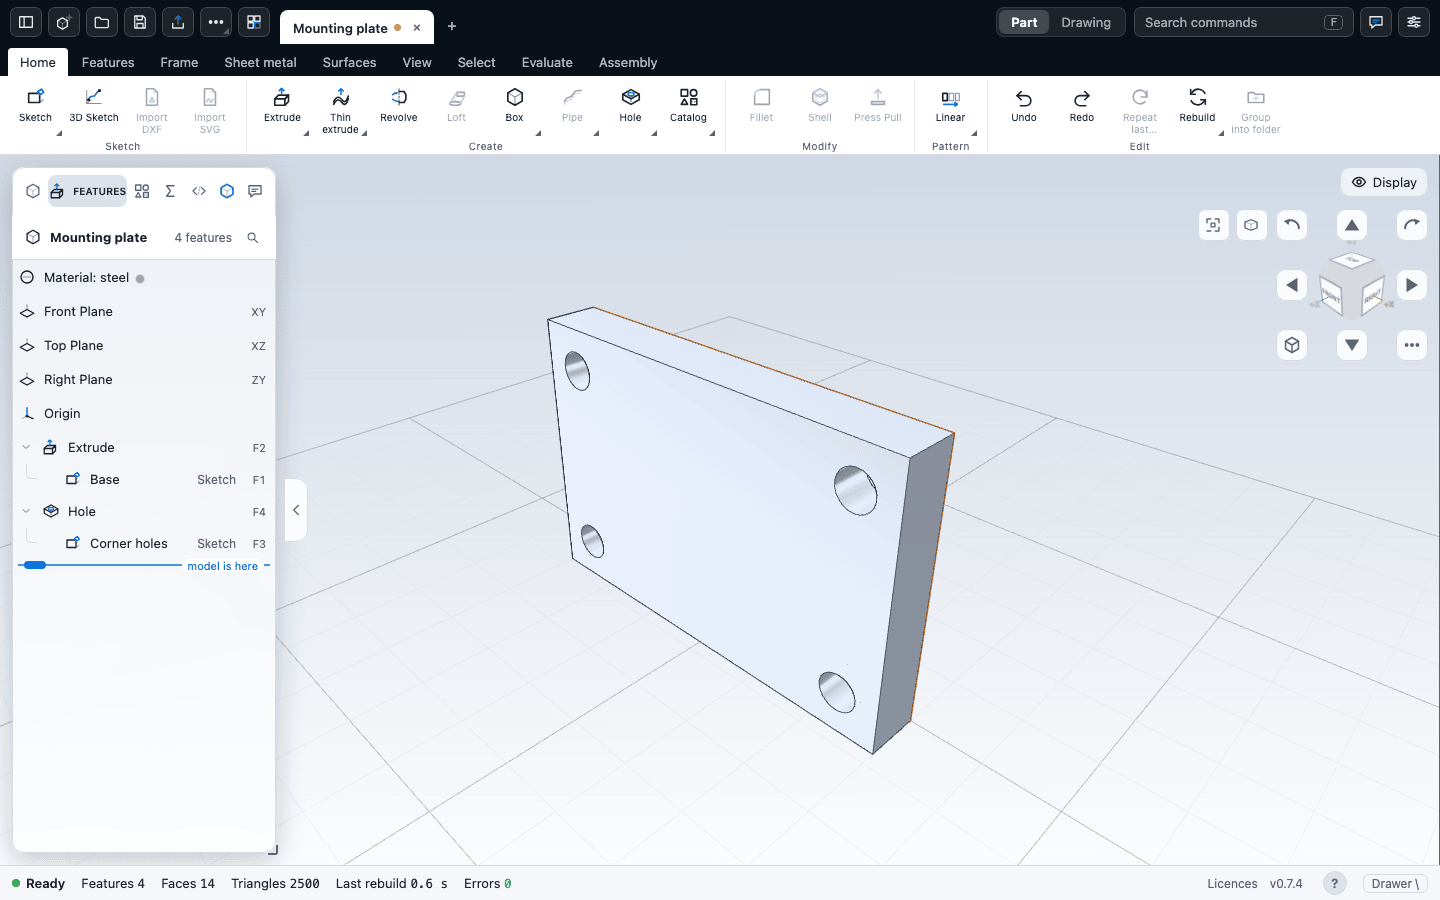 Mounting plate
Part
Drawing
Search commands
F
Home
Features
Frame
Sheet metal
Surfaces
View
Select
Evaluate
Assembly
Sketch
3D Sketch
Import
DXF
Import
SVG
Extrude
Thin
extrude
Revolve
Loft
Box
Pipe
Hole
Catalog
Fillet
Shell
Press Pull
Linear
Undo
Redo
Repeat
last...
Rebuild
Group
into folder
Sketch
Create
Modify
Pattern
Edit
FEATURES
Display
Mounting plate
4 features
Material: steel
Front Plane
XY
Top Plane
XZ
Right Plane
ZY
Origin
Extrude
F2
Base
Sketch
F1
Hole
F4
Corner holes
Sketch
F3
model is here
FRONT
RIGHT
Ready
Features 4
Faces 14
Triangles 2500
Last rebuild 0.6 s
Errors 0
Licences
v0.7.4
?
Drawer \